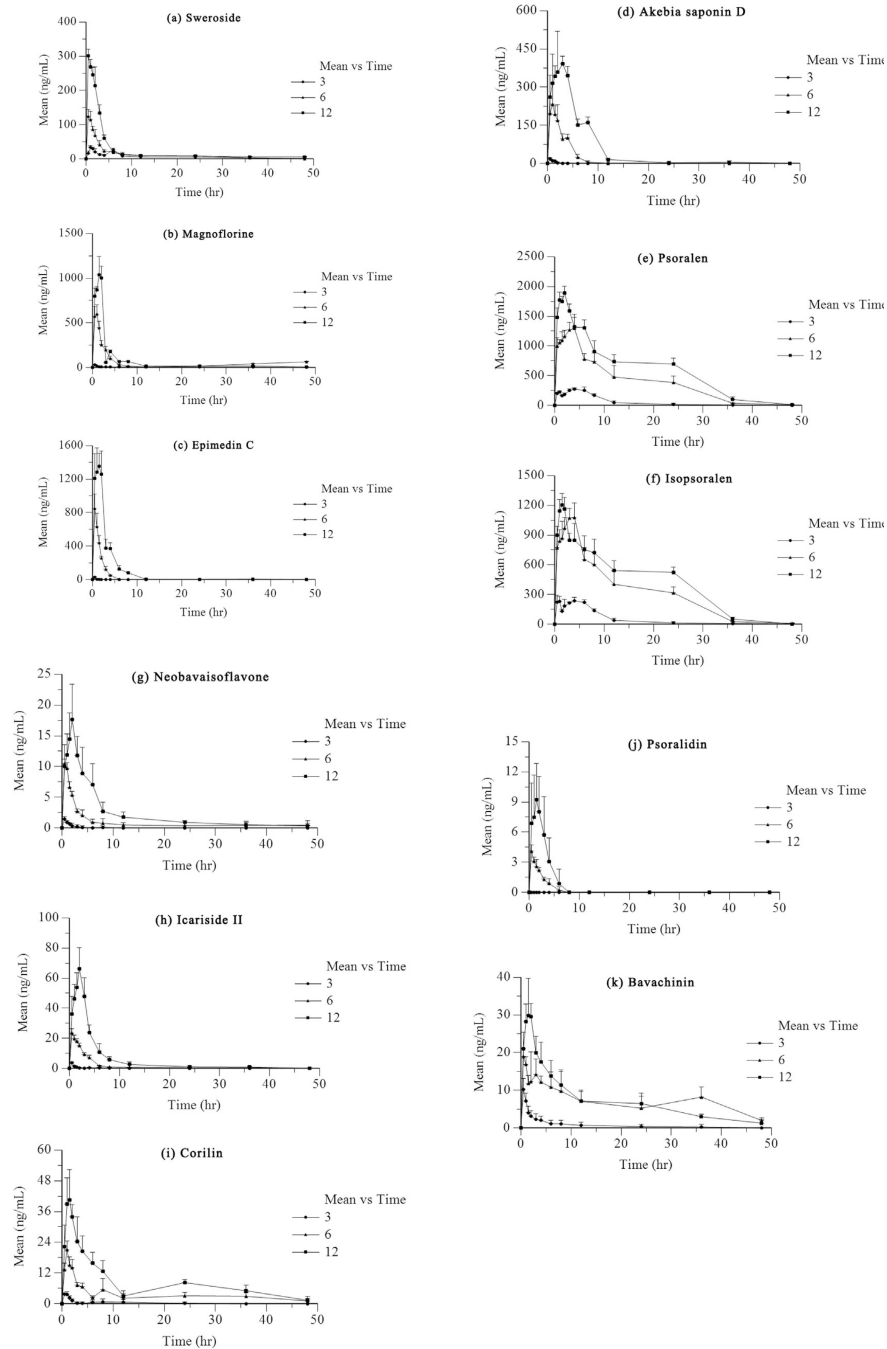 (a) Sweroside
400
300
200
100
0
Mean (ng/mL)
0 10 20 30 40 50
Time (hr)
Mean vs Time
3
6
12
(b) Magnoflorine
1500
1000
500
0
Mean (ng/mL)
0 10 20 30 40 50
Time (hr)
Mean vs Time
3
6
12
(c) Epimedin C
1600
1200
800
400
0
Mean (ng/mL)
0 10 20 30 40 50
Time (hr)
Mean vs Time
3
6
12
(d) Akebia saponin D
600
450
300
150
0
Mean (ng/mL)
0 10 20 30 40 50
Time (hr)
Mean vs Time
3
6
12
(e) Psoralen
2500
2000
1500
1000
500
0
Mean (ng/mL)
0 10 20 30 40 50
Time (hr)
Mean vs Time
3
6
12
(f) Isopsoralen
1500
1200
900
600
300
0
Mean (ng/mL)
0 10 20 30 40 50
Time (hr)
Mean vs Time
3
6
12
(g) Neobavaisoflavone
25
20
15
10
5
0
Mean (ng/mL)
0 10 20 30 40 50
Time (hr)
Mean vs Time
3
6
12
(h) Icariside II
100
80
60
40
20
0
Mean (ng/mL)
0 10 20 30 40 50
Time (hr)
Mean vs Time
3
6
12
(i) Corilin
60
48
36
24
12
0
Mean (ng/mL)
0 10 20 30 40 50
Time (hr)
Mean vs Time
3
6
12
(j) Psoralidin
15
12
9
6
3
0
Mean (ng/mL)
0 10 20 30 40 50
Time (hr)
Mean vs Time
3
6
12
(k) Bavachinin
40
30
20
10
0
Mean (ng/mL)
0 10 20 30 40 50
Time (hr)
Mean vs Time
3
6
12